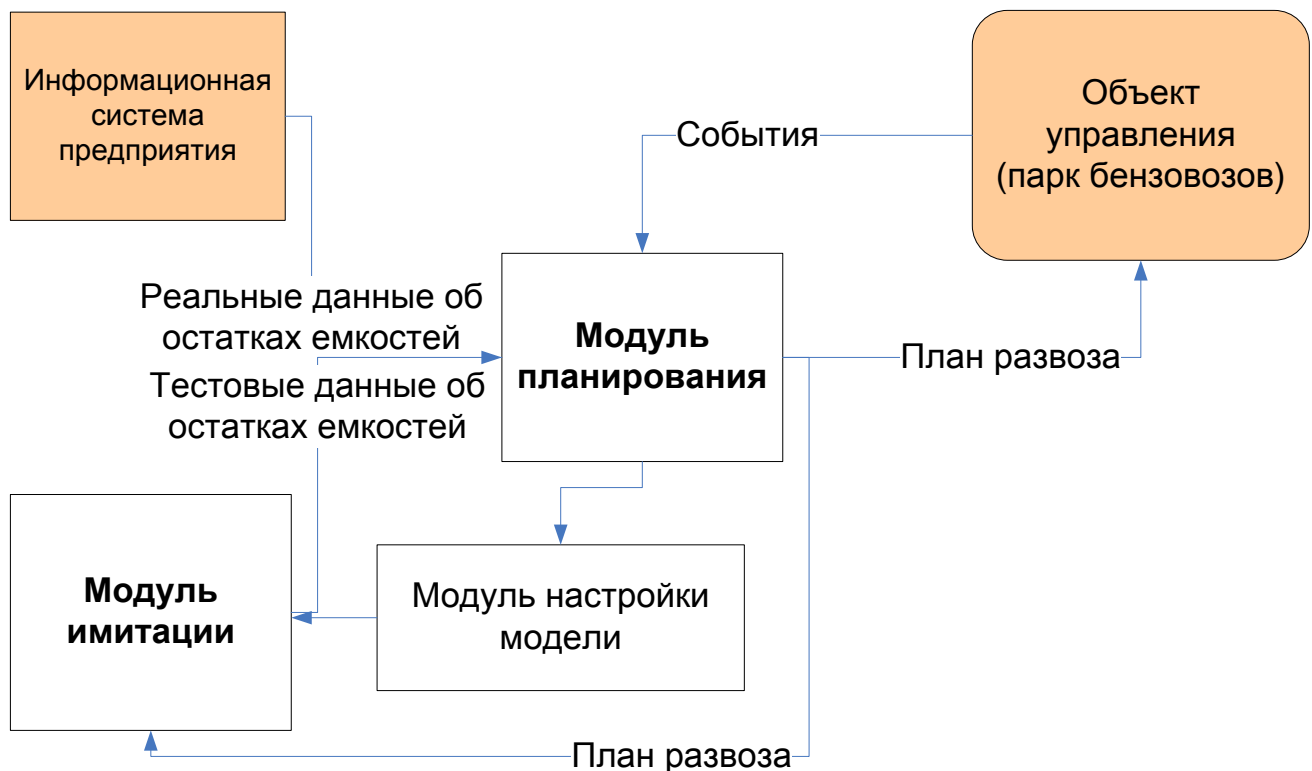 Информационная
система
предприятия
Объект
управления
(парк бензовозов)
События
Реальные данные об
остатках емкостей
Модуль
планирования
План развоза
Тестовые данные об
остатках емкостей
Модуль
имитации
Модуль настройки
модели
План развоза